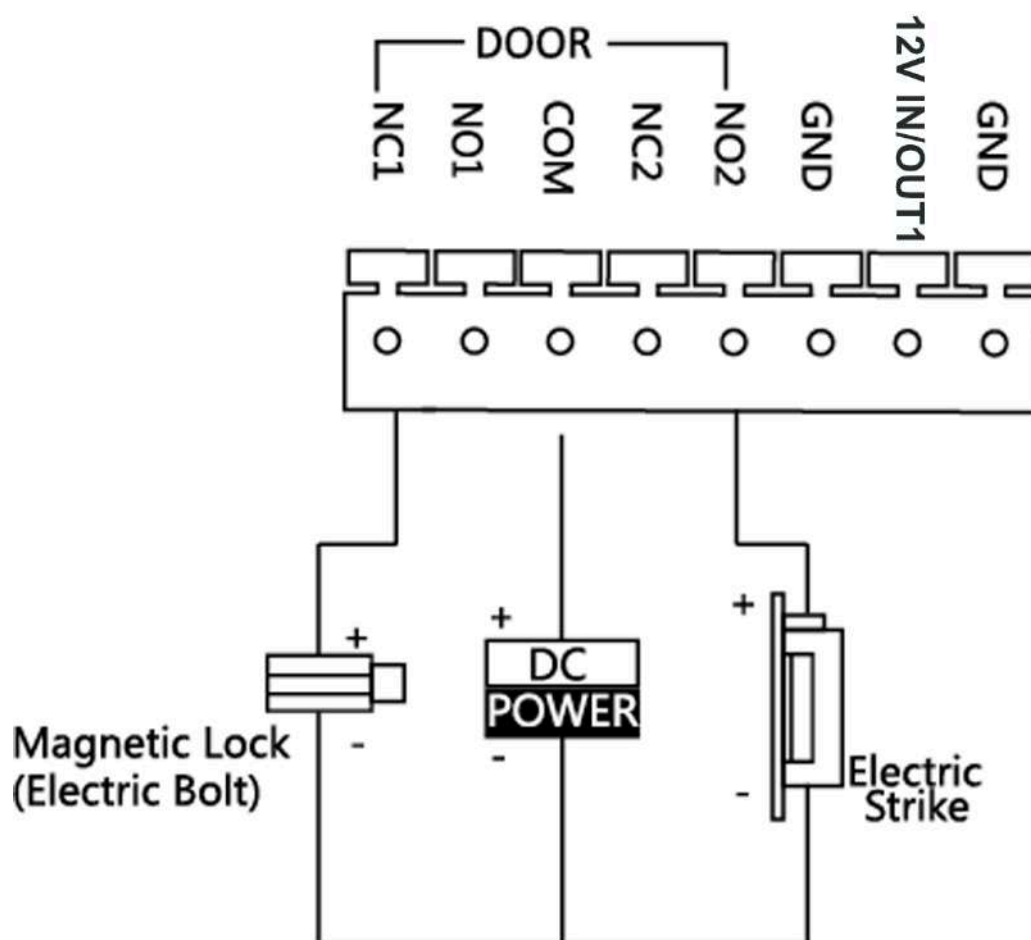 DOOR
NC1
NO1
COM
NC2
NO2
GND
12V IN/OUT1
GND
+
+
+
DC
POWER
-
-
-
Magnetic Lock
(Electric Bolt)
Electric
Strike